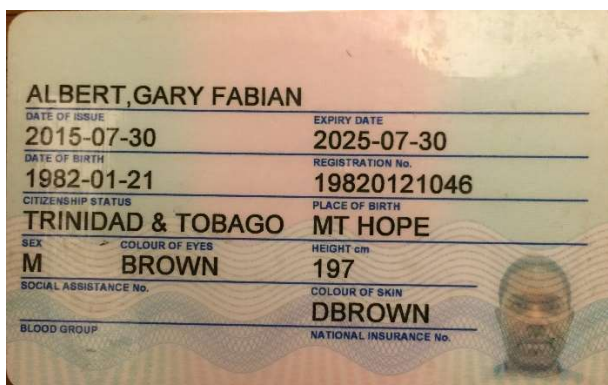 ALBERT,GARY FABIAN
DATE OF ISSUE EXPIRY DATE
2015-07-30 2025-07-30
DATE OF BIRTH REGISTRATION No.
1982-01-21 19820121046
CITIZENSHIP STATUS PLACE OF BIRTH
TRINIDAD & TOBAGO MT HOPE
SEX COLOUR OF EYES HEIGHT cm
M BROWN 197
SOCIAL ASSISTANCE No. COLOUR OF SKIN
DBROWN
BLOOD GROUP NATIONAL INSURANCE No.